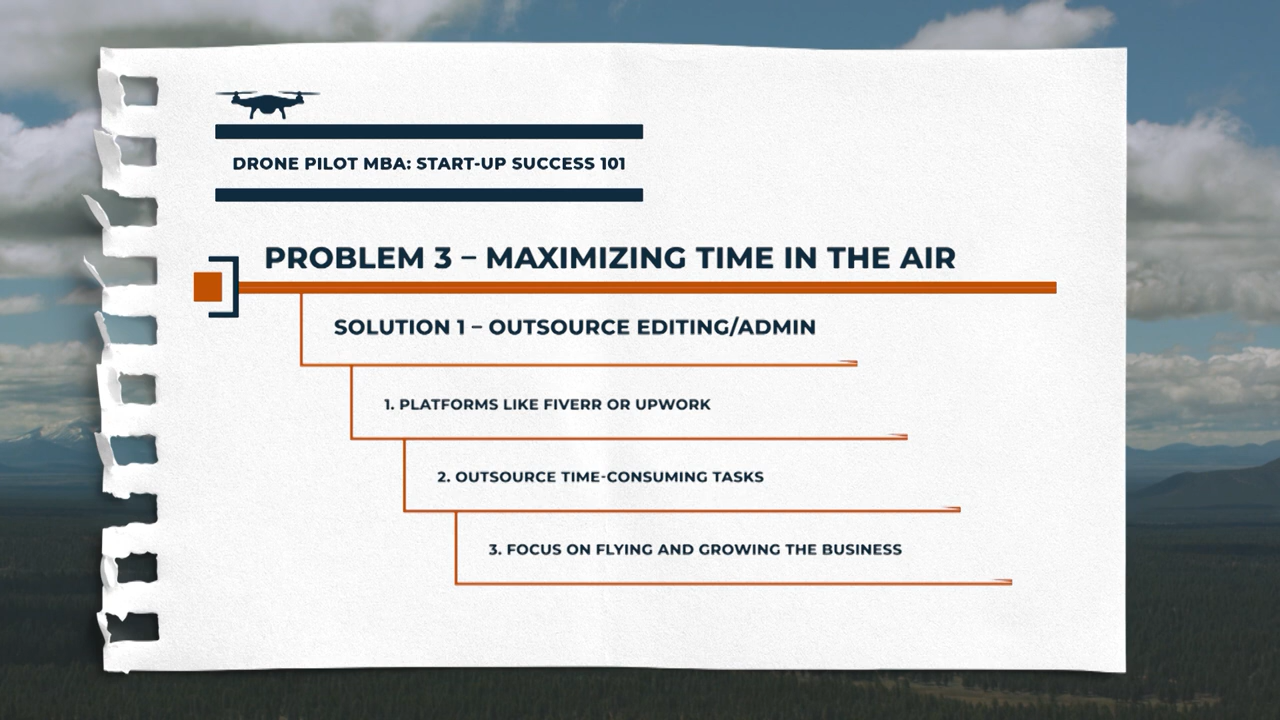 DRONE PILOT MBA: START-UP SUCCESS 101
PROBLEM 3 – MAXIMIZING TIME IN THE AIR
SOLUTION 1 – OUTSOURCE EDITING/ADMIN
1. PLATFORMS LIKE FIVERR OR UPWORK
2. OUTSOURCE TIME-CONSUMING TASKS
3. FOCUS ON FLYING AND GROWING THE BUSINESS